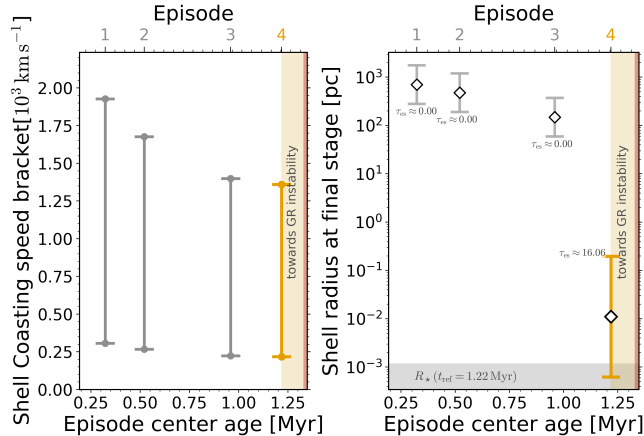 Episode
1 2 3 4
Shell Coasting speed bracket[10³ km s⁻¹]
2.00
1.75
1.50
1.25
1.00
0.75
0.50
0.25
0.00
towards GR instability
0.25 0.50 0.75 1.00 1.25
Episode center age [Myr]
Episode
1 2 3 4
Shell radius at final stage [pc]
10³
10²
10¹
10⁰
10⁻¹
10⁻²
10⁻³
τes ≈ 0.00
τes ≈ 0.00
τes ≈ 0.00
τes ≈ 16.06
towards GR instability
R⋆ (tref = 1.22 Myr)
0.25 0.50 0.75 1.00 1.25
Episode center age [Myr]